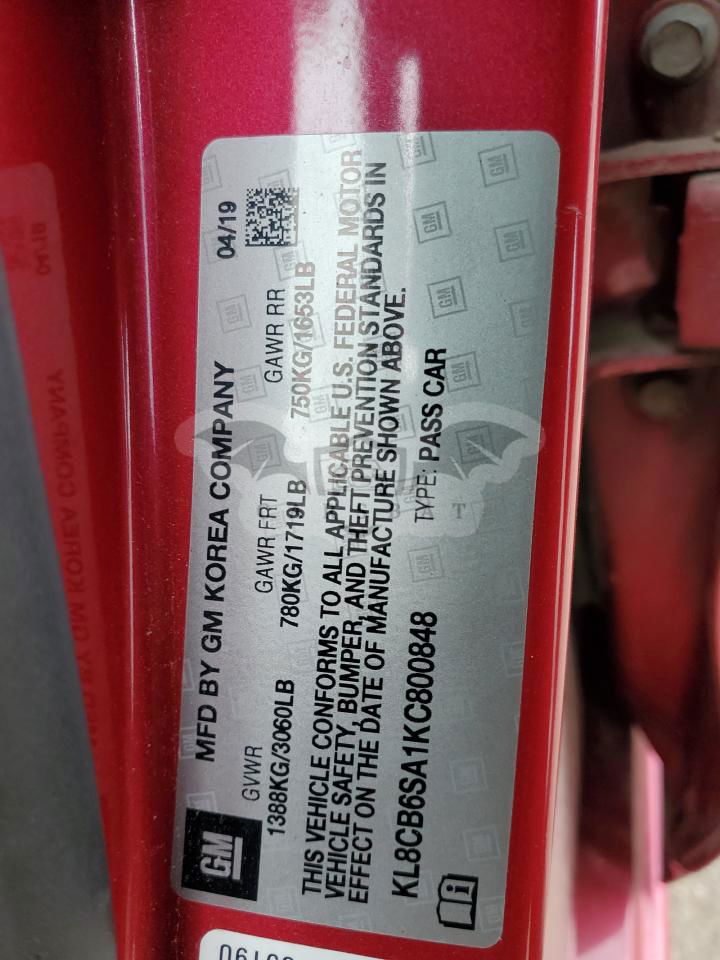 GM
MFD BY GM KOREA COMPANY 04/19
GVWR GAWR FRT GAWR RR
1388KG/3060LB 780KG/1719LB 750KG/1653LB
THIS VEHICLE CONFORMS TO ALL APPLICABLE U.S. FEDERAL MOTOR
VEHICLE SAFETY, BUMPER, AND THEFT PREVENTION STANDARDS IN
EFFECT ON THE DATE OF MANUFACTURE SHOWN ABOVE.
KL8CB6SA1KC800848 TYPE: PASS CAR